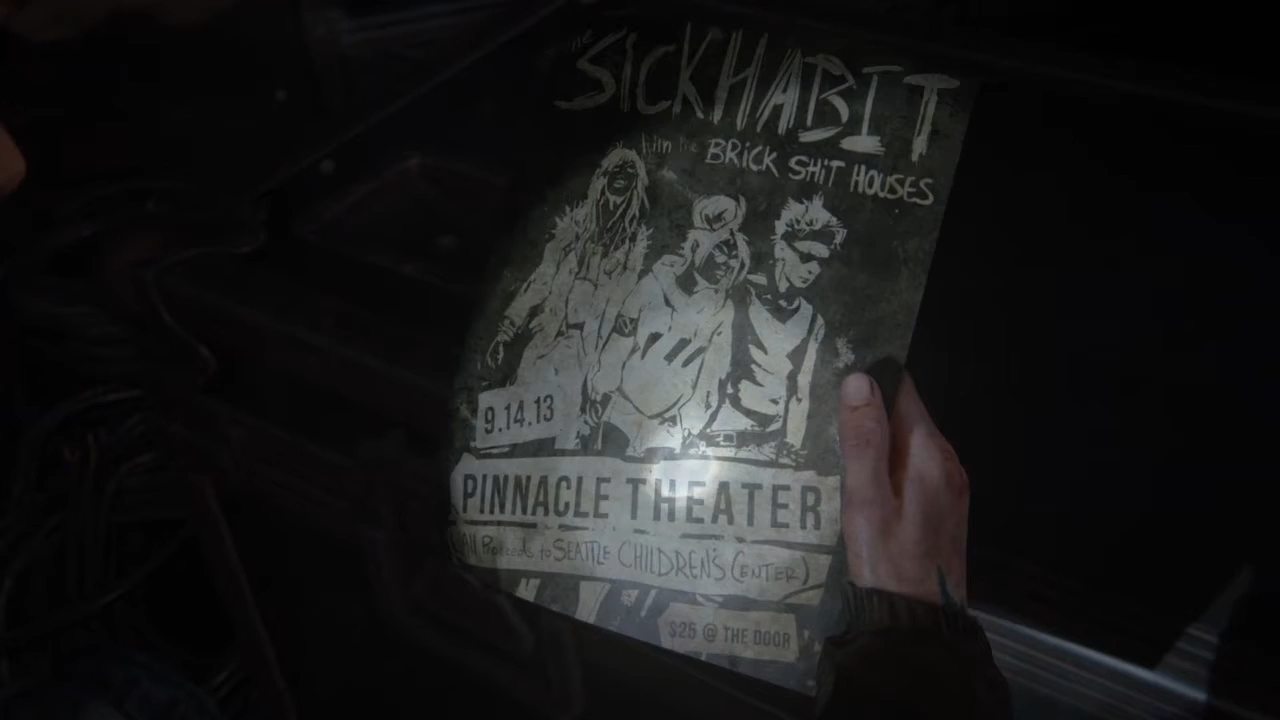 The SICKHABIT
with the BRICK SHIT HOUSES
9.14.13
PINNACLE THEATER
(All Proceeds to SEATTLE CHILDREN'S CENTER)
$25 @ THE DOOR